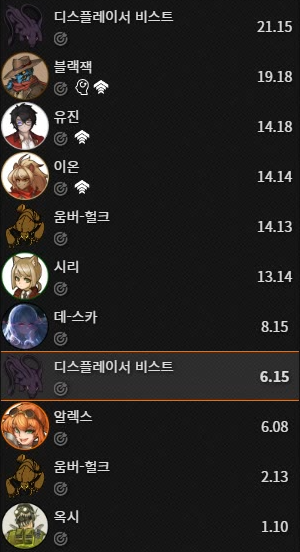 디스플레이서 비스트
21.15
블랙잭
19.18
유진
14.18
이온
14.14
움버-헐크
14.13
시리
13.14
데-스카
8.15
디스플레이서 비스트
6.15
알렉스
6.08
움버-헐크
2.13
옥시
1.10